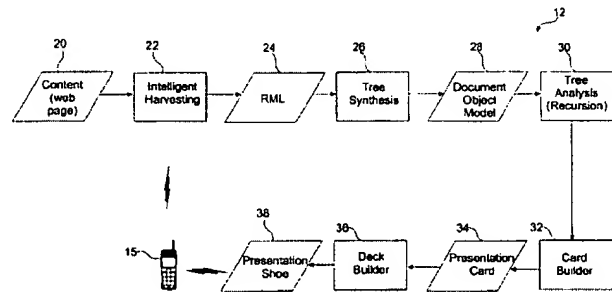 12
20
22
24
26
28
30
Content
(web
page)
Intelligent
Harvesting
RML
Tree
Synthesis
Document
Object
Model
Tree
Analysis
(Recursion)
15
38
36
34
32
Presentation
Shoe
Deck
Builder
Presentation
Card
Card
Builder